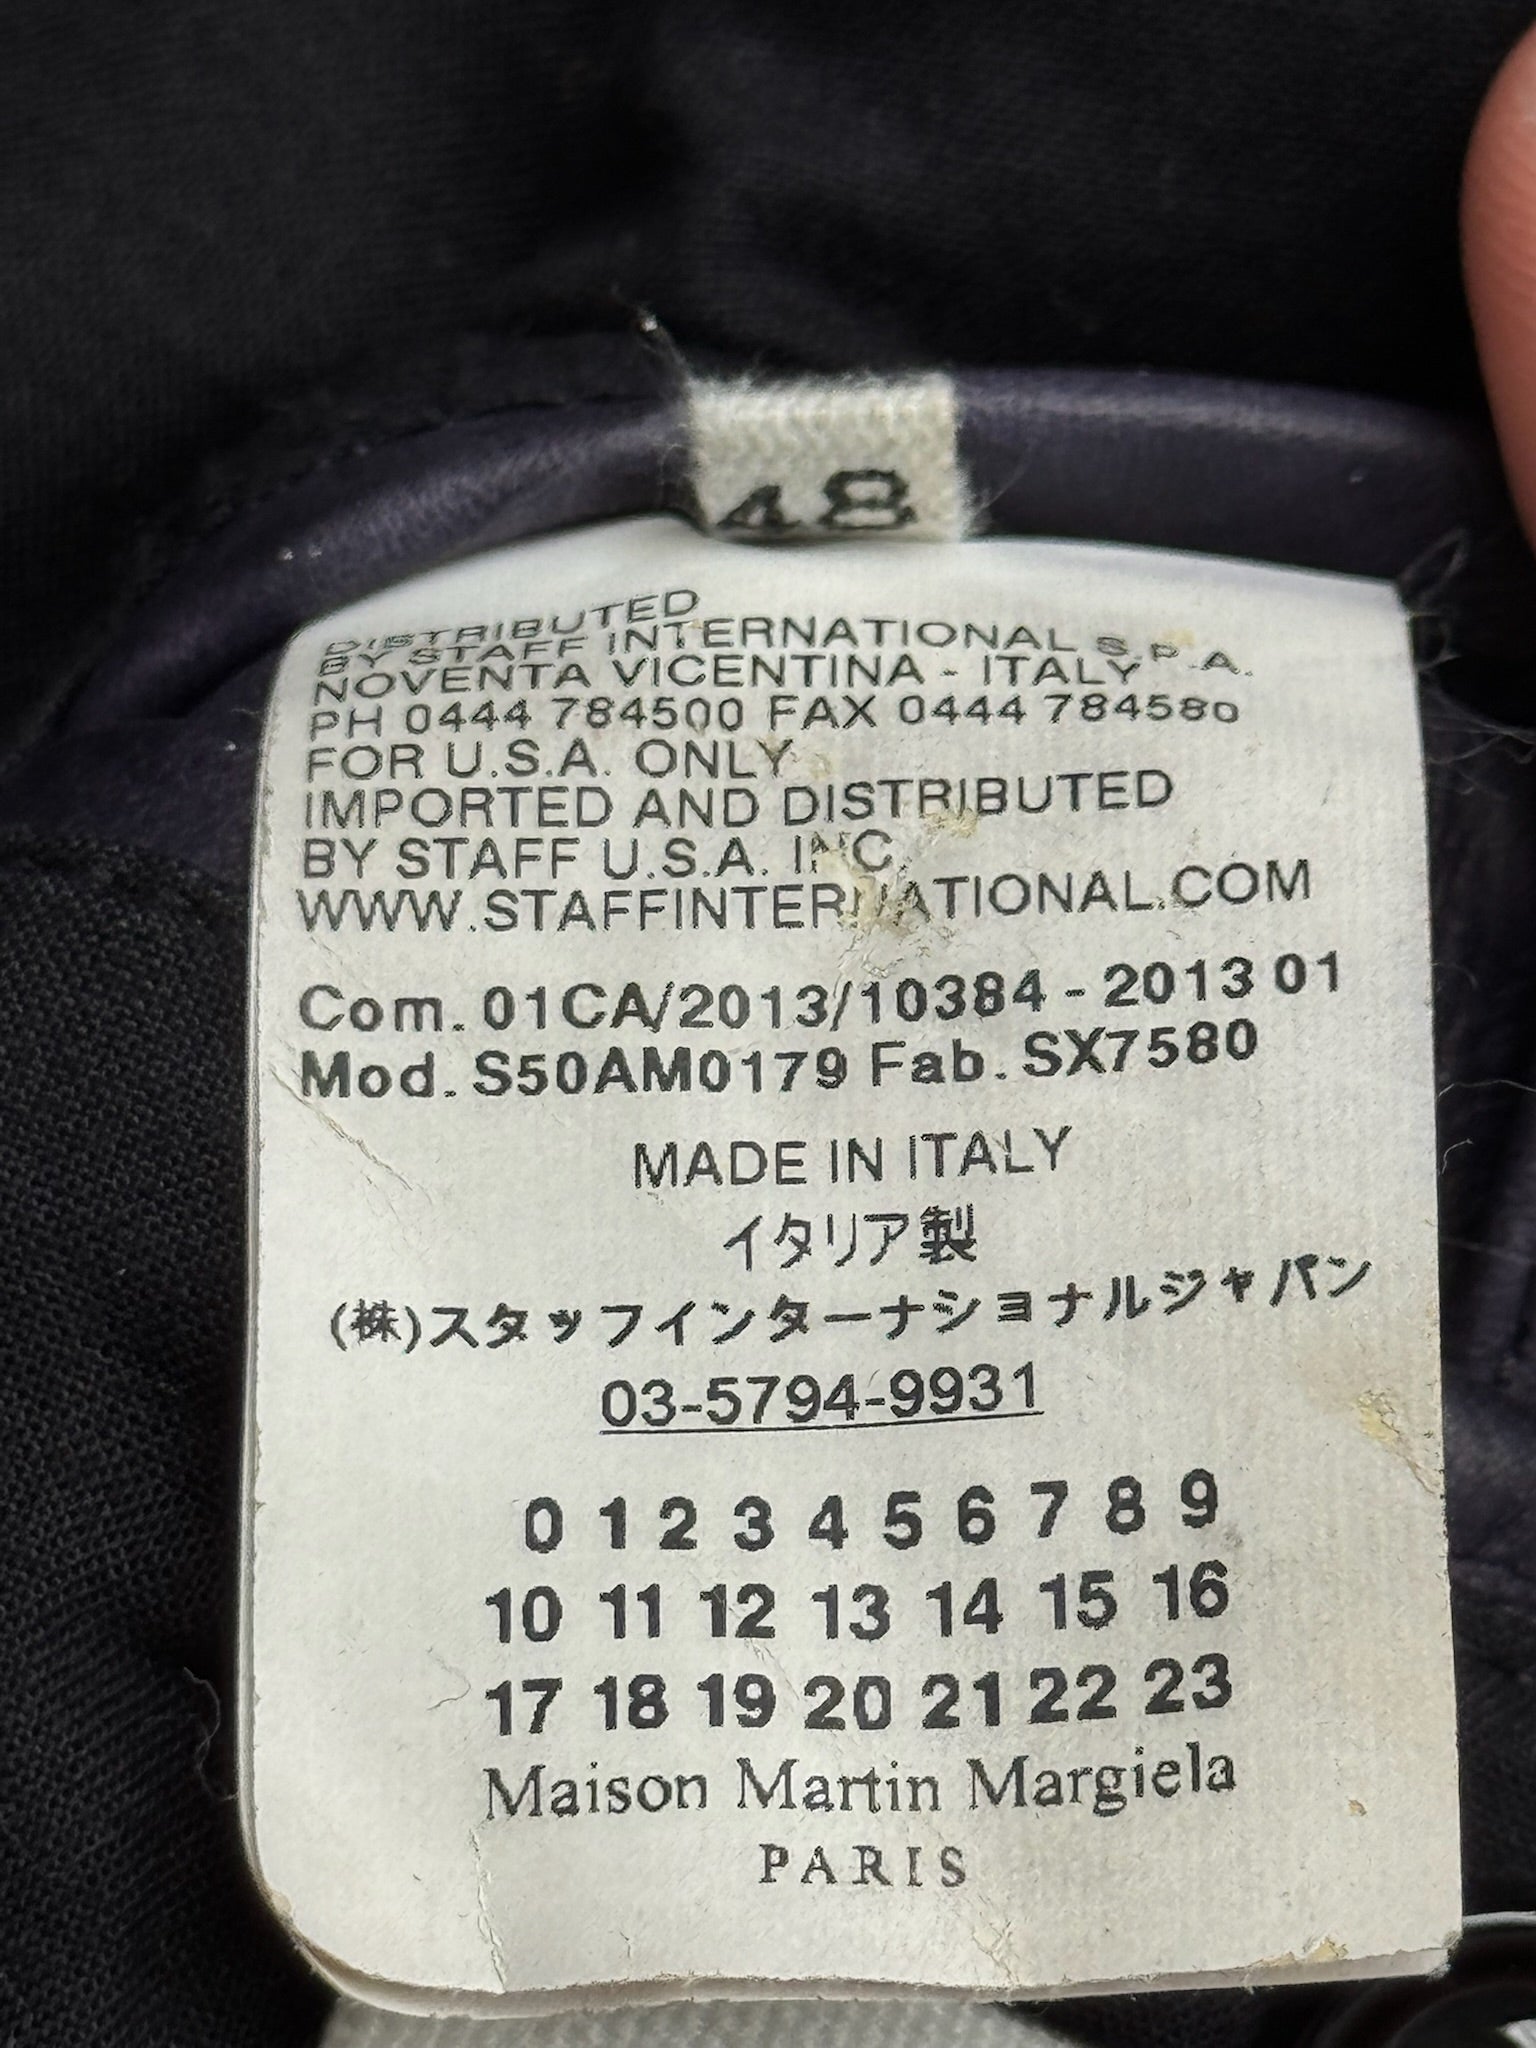 48
DISTRIBUTED
BY STAFF INTERNATIONAL S.P.A.
NOVENTA VICENTINA - ITALY
PH 0444 784500 FAX 0444 784580
FOR U.S.A. ONLY
IMPORTED AND DISTRIBUTED
BY STAFF U.S.A. INC.
WWW.STAFFINTERNATIONAL.COM
Com. 01CA/2013/10384 - 2013 01
Mod. S50AM0179 Fab. SX7580
MADE IN ITALY
イタリア製
(株)スタッフインターナショナルジャパン
03-5794-9931
0 1 2 3 4 5 6 7 8 9
10 11 12 13 14 15 16
17 18 19 20 21 22 23
Maison Martin Margiela
PARIS